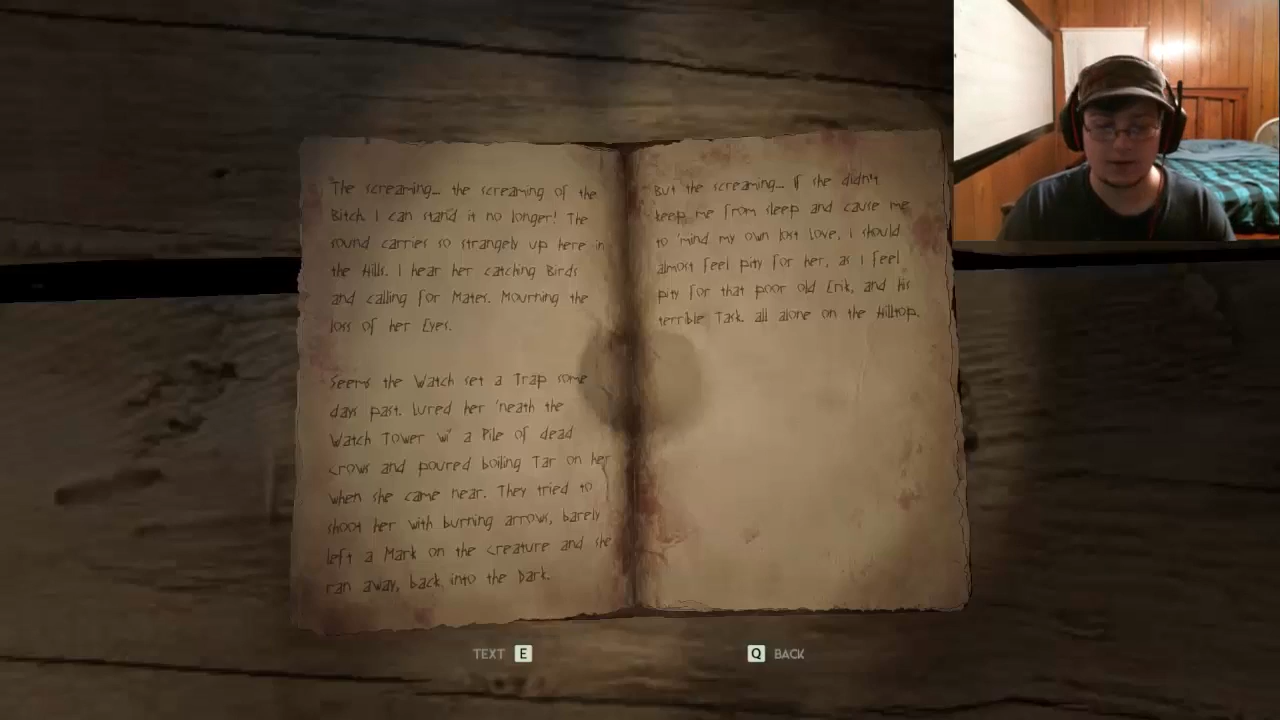 The screaming... the screaming of the
Bitch. I can stand it no longer! The
sound carries so strangely up here in
the Hills. I hear her catching Birds
and calling for Mates. Mourning the
loss of her Eyes.
Seems the Watch set a Trap some
days past. Lured her 'neath the
Watch Tower wi' a Pile of dead
crows and poured boiling Tar on her
when she came near. They tried to
shoot her with burning arrows, barely
left a Mark on the creature and she
ran away, back into the Dark.
But the screaming... If she didn't
keep me from sleep and cause me
to 'mind my own lost love, I should
almost feel pity for her, as I feel
pity for that poor old Erik, and his
terrible Task. all alone on the Hilltop.
TEXT E
Q BACK